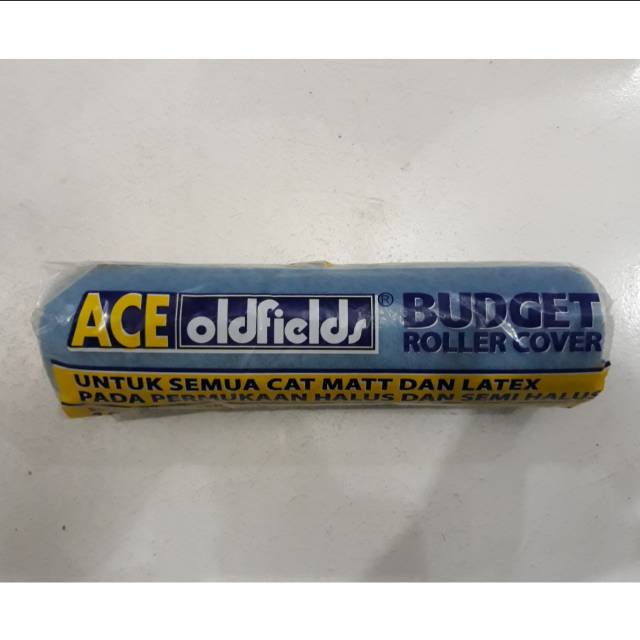 ACE oldfields® BUDGET
ROLLER COVER
UNTUK SEMUA CAT MATT DAN LATEX
PADA PERMUKAAN HALUS DAN SEMI HALUS